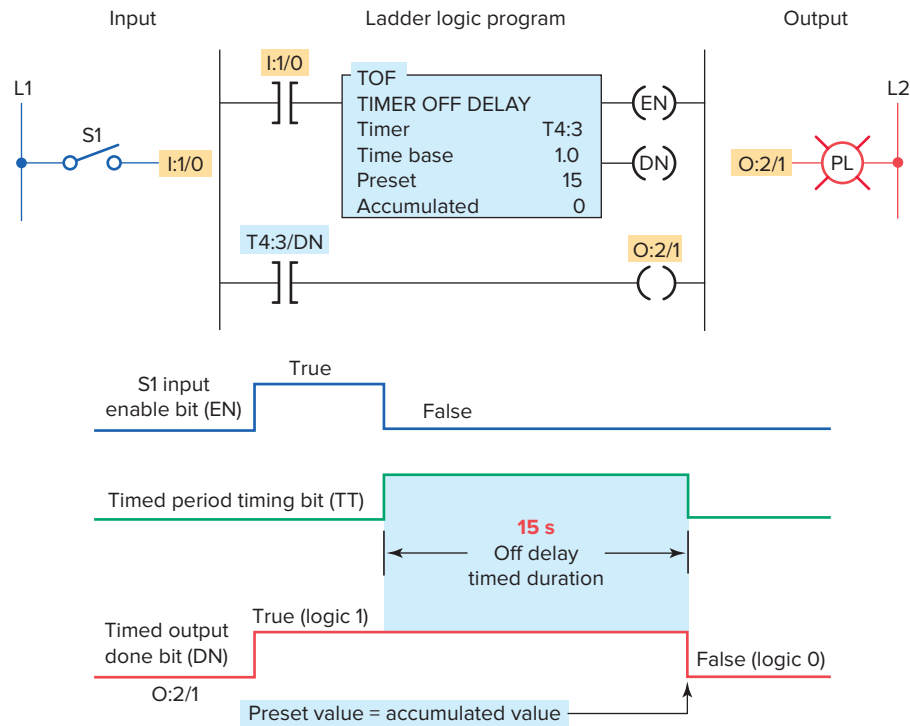 Input
Ladder logic program
Output
L1
S1
I:1/0
I:1/0
TOF
TIMER OFF DELAY
Timer T4:3
Time base 1.0
Preset 15
Accumulated 0
EN
DN
L2
O:2/1
PL
T4:3/DN
O:2/1
S1 input
enable bit (EN)
True
False
Timed period timing bit (TT)
15 s
Off delay
timed duration
Timed output
done bit (DN)
O:2/1
True (logic 1)
False (logic 0)
Preset value = accumulated value